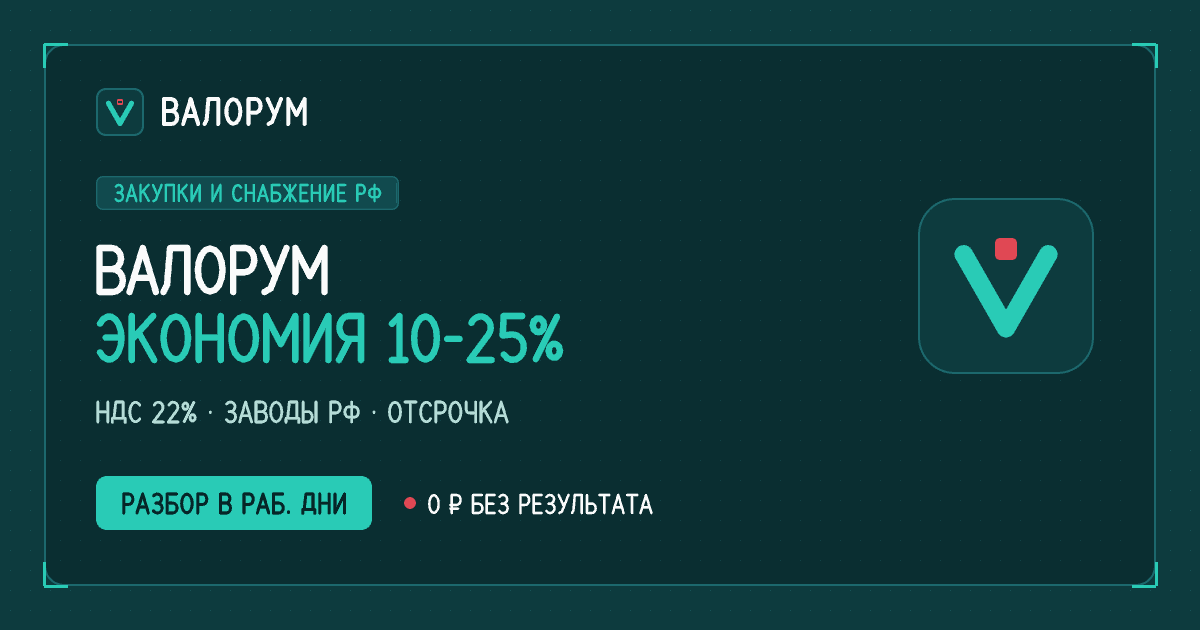 ВАЛОРУМ
ЗАКУПКИ И СНАБЖЕНИЕ РФ
ВАЛОРУМ
ЭКОНОМИЯ 10-25%
НДС 22% · ЗАВОДЫ РФ · ОТСРОЧКА
РАЗБОР В РАБ. ДНИ
0 ₽ БЕЗ РЕЗУЛЬТАТА